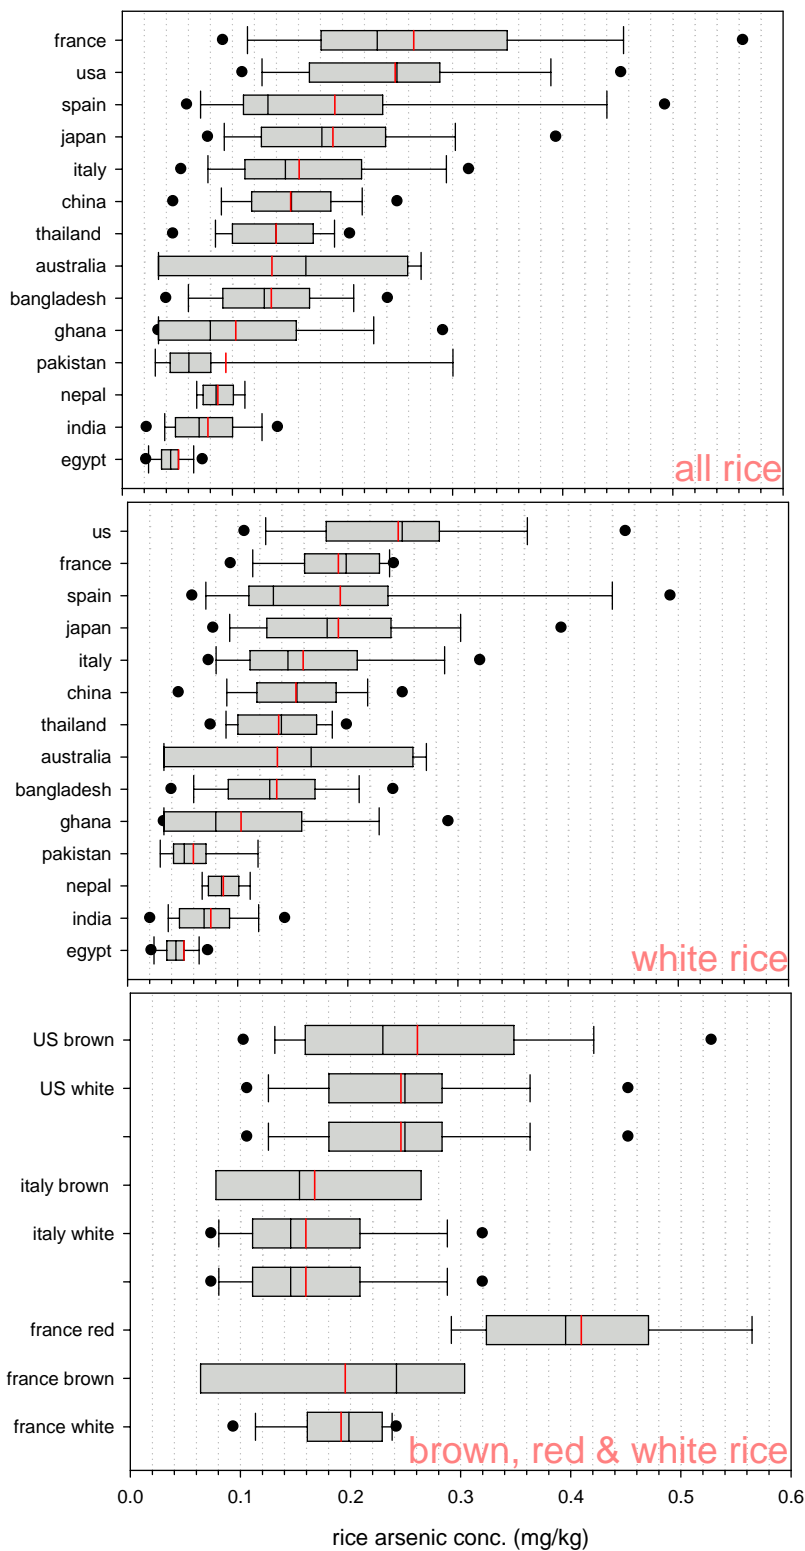 france
usa
spain
japan
italy
china
thailand
australia
bangladesh
ghana
pakistan
nepal
india
egypt
all rice
us
france
spain
japan
italy
china
thailand
australia
bangladesh
ghana
pakistan
nepal
india
egypt
white rice
US brown
US white
italy brown
italy white
france red
france brown
france white
brown, red & white rice
0.0 0.1 0.2 0.3 0.4 0.5 0.6
rice arsenic conc. (mg/kg)